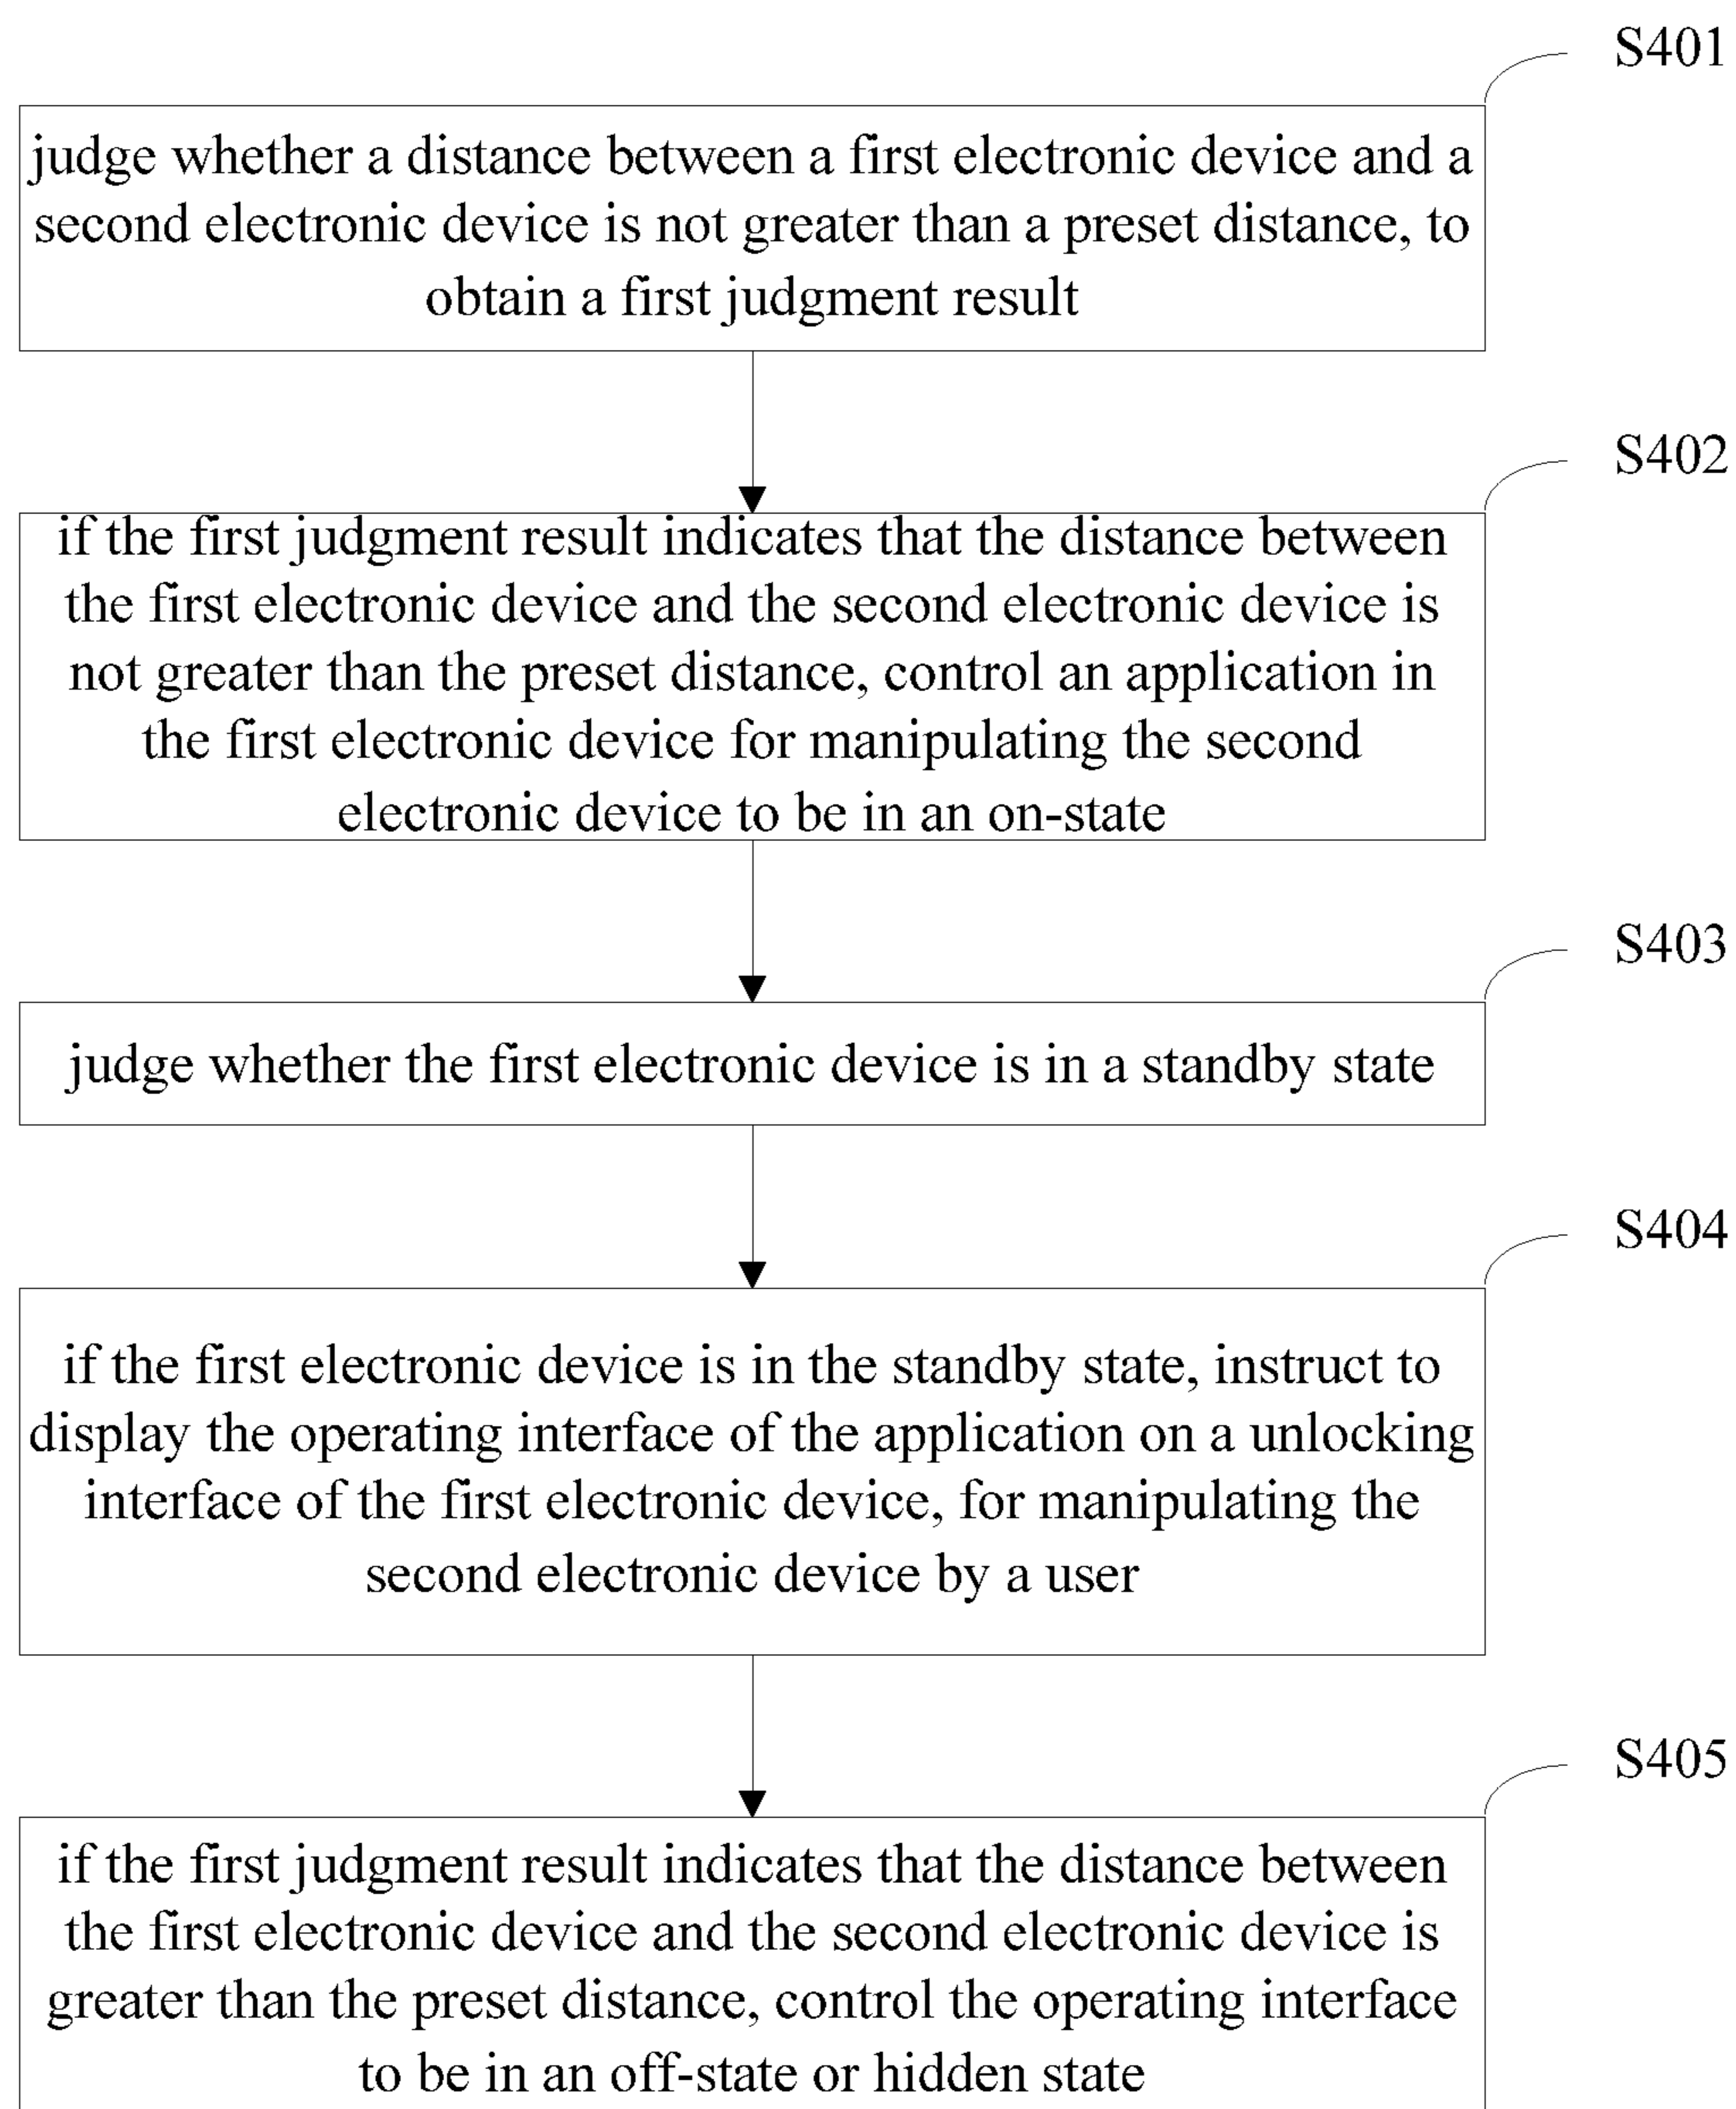 S401
judge whether a distance between a first electronic device and a
second electronic device is not greater than a preset distance, to
obtain a first judgment result
S402
if the first judgment result indicates that the distance between
the first electronic device and the second electronic device is
not greater than the preset distance, control an application in
the first electronic device for manipulating the second
electronic device to be in an on-state
S403
judge whether the first electronic device is in a standby state
S404
if the first electronic device is in the standby state, instruct to
display the operating interface of the application on a unlocking
interface of the first electronic device, for manipulating the
second electronic device by a user
S405
if the first judgment result indicates that the distance between
the first electronic device and the second electronic device is
greater than the preset distance, control the operating interface
to be in an off-state or hidden state